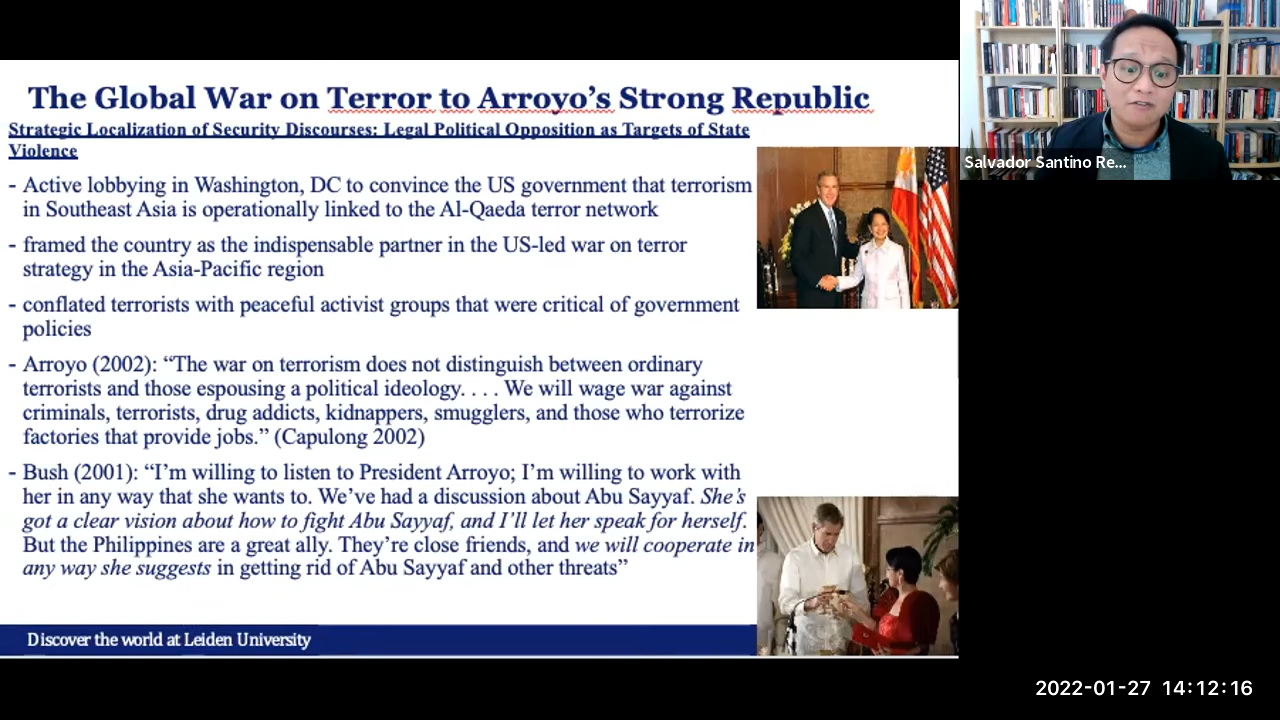 The Global War on Terror to Arroyo’s Strong Republic
Strategic Localization of Security Discourses: Legal Political Opposition as Targets of State
Violence
- Active lobbying in Washington, DC to convince the US government that terrorism
in Southeast Asia is operationally linked to the Al-Qaeda terror network
- framed the country as the indispensable partner in the US-led war on terror
strategy in the Asia-Pacific region
- conflated terrorists with peaceful activist groups that were critical of government
policies
- Arroyo (2002): “The war on terrorism does not distinguish between ordinary
terrorists and those espousing a political ideology. . . . We will wage war against
criminals, terrorists, drug addicts, kidnappers, smugglers, and those who terrorize
factories that provide jobs.” (Capulong 2002)
- Bush (2001): “I’m willing to listen to President Arroyo; I’m willing to work with
her in any way that she wants to. We’ve had a discussion about Abu Sayyaf. She’s
got a clear vision about how to fight Abu Sayyaf, and I’ll let her speak for herself.
But the Philippines are a great ally. They’re close friends, and we will cooperate in
any way she suggests in getting rid of Abu Sayyaf and other threats”
Discover the world at Leiden University
Salvador Santino Re...
2022-01-27 14:12:16